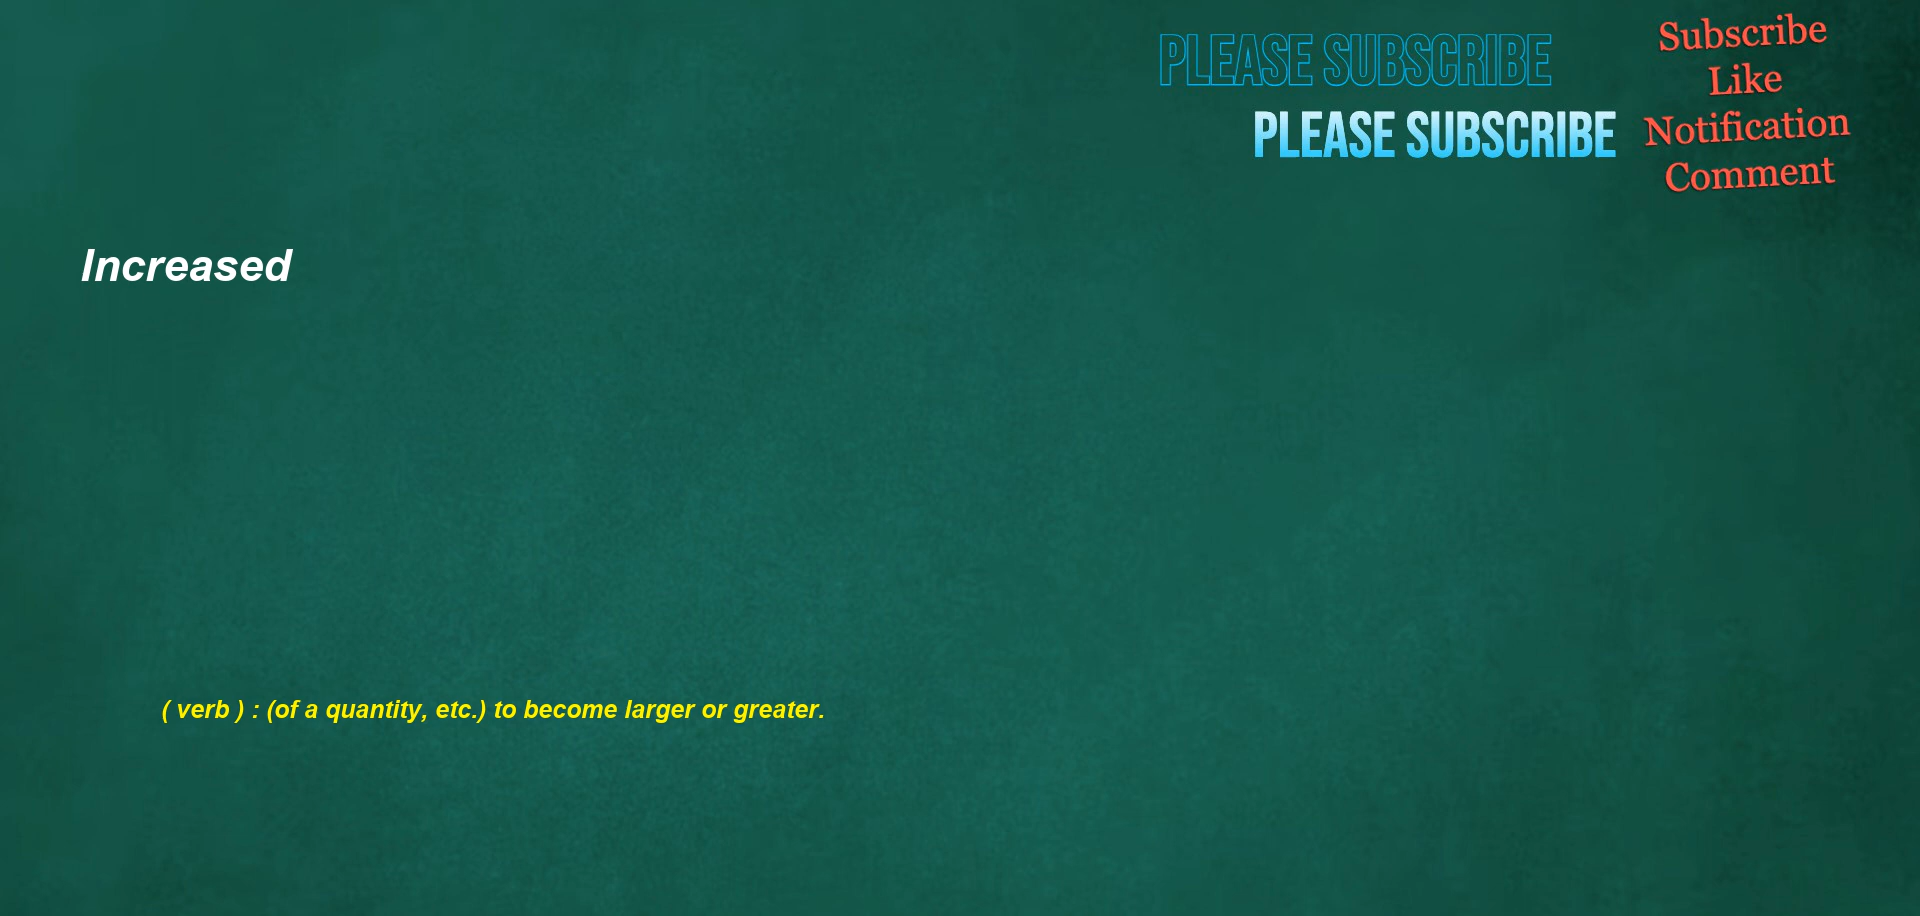 PLEASE SUBSCRIBE
PLEASE SUBSCRIBE
Subscribe
Like
Notification
Comment
Increased
( verb ) : (of a quantity, etc.) to become larger or greater.